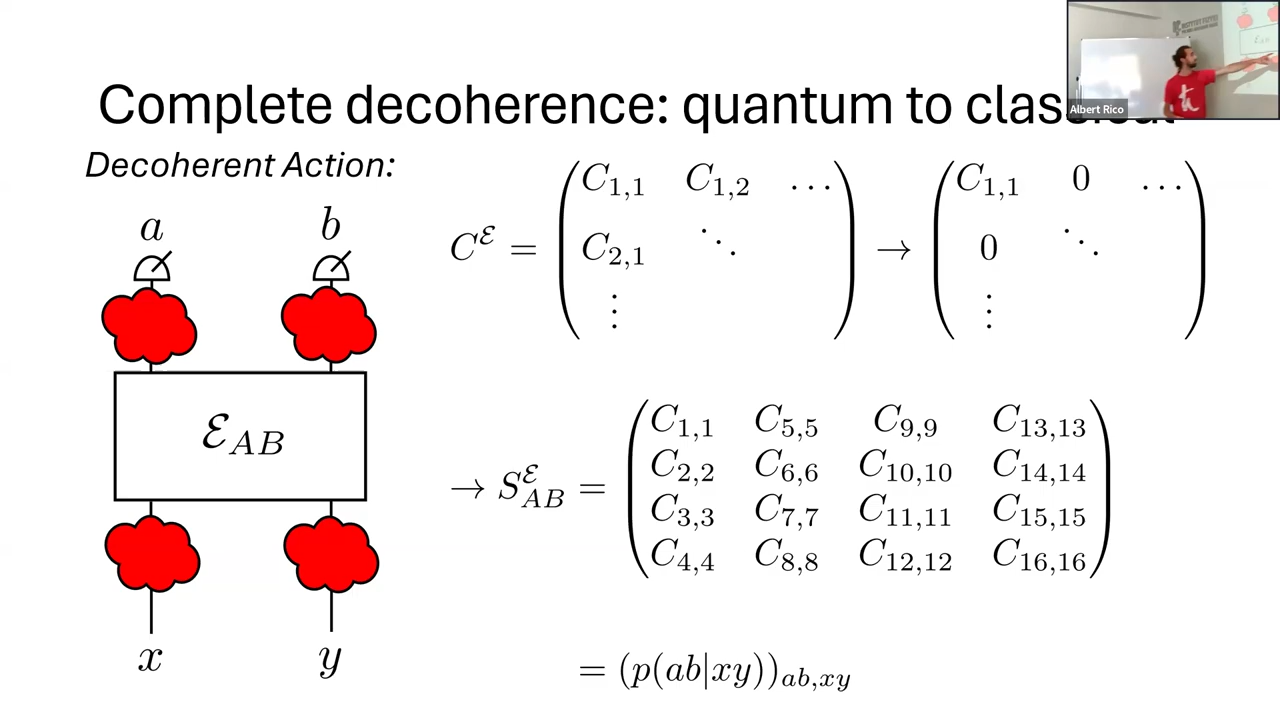 Complete decoherence: quantum to
Decoherent Action:
a b
C^ℰ = ( C_{1,1} C_{1,2} … → ( C_{1,1} 0 …
C_{2,1} ⋱ 0 ⋱
⋮ ) ⋮ )
ℰ_{AB}
x y
→ S^ℰ_{AB} = ( C_{1,1} C_{5,5} C_{9,9} C_{13,13}
C_{2,2} C_{6,6} C_{10,10} C_{14,14}
C_{3,3} C_{7,7} C_{11,11} C_{15,15}
C_{4,4} C_{8,8} C_{12,12} C_{16,16} )
= (p(ab|xy))_{ab,xy}
Albert Rico